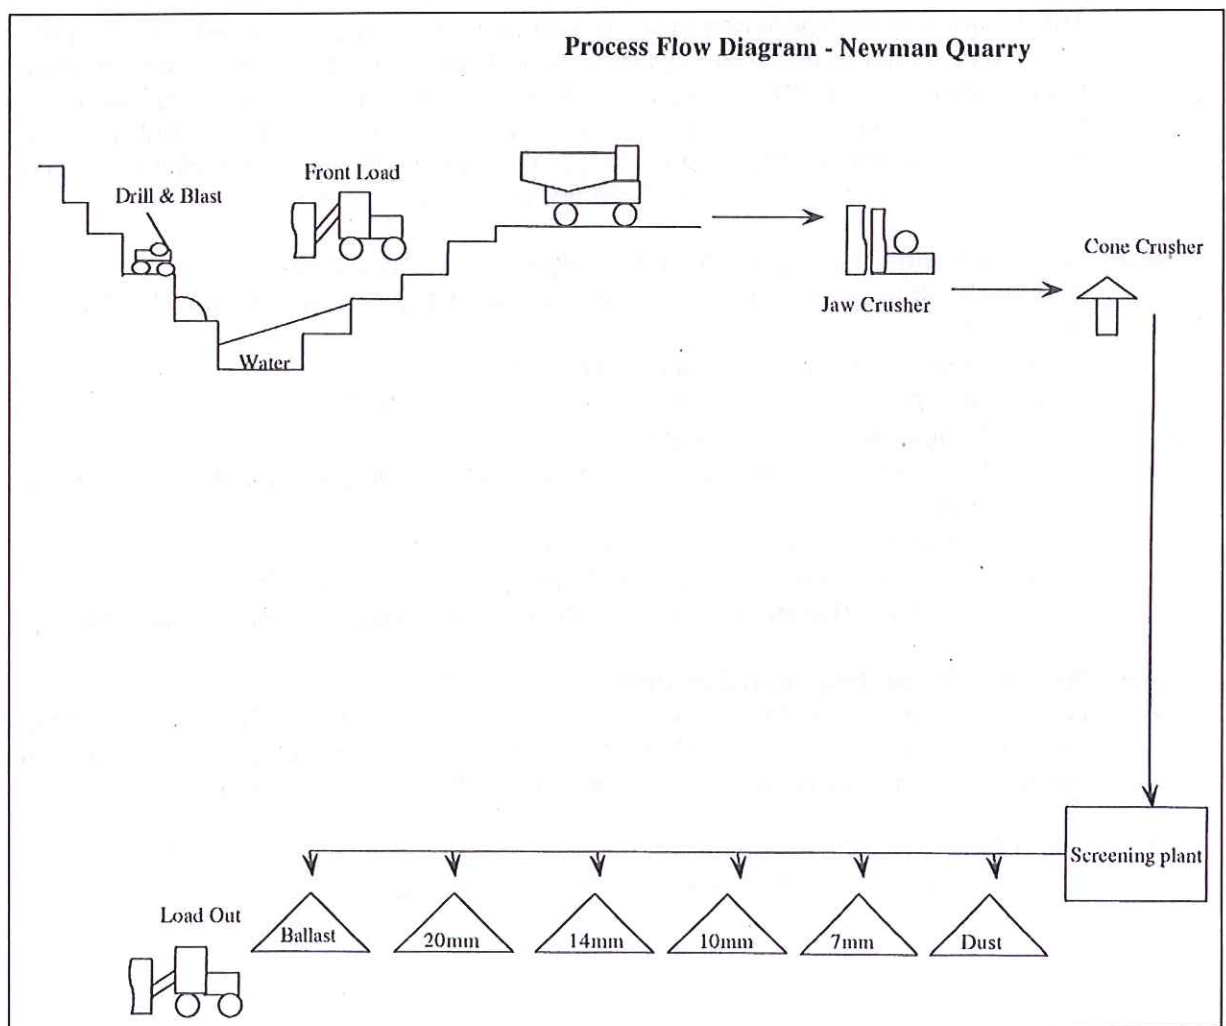 Process Flow Diagram - Newman Quarry
Front Load
Drill & Blast
Cone Crusher
Jaw Crusher
Water
Screening plant
Load Out
Ballast
20mm
14mm
10mm
7mm
Dust